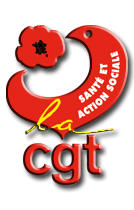 SANTÉ ET
ACTION SOCIALE
la
cgt